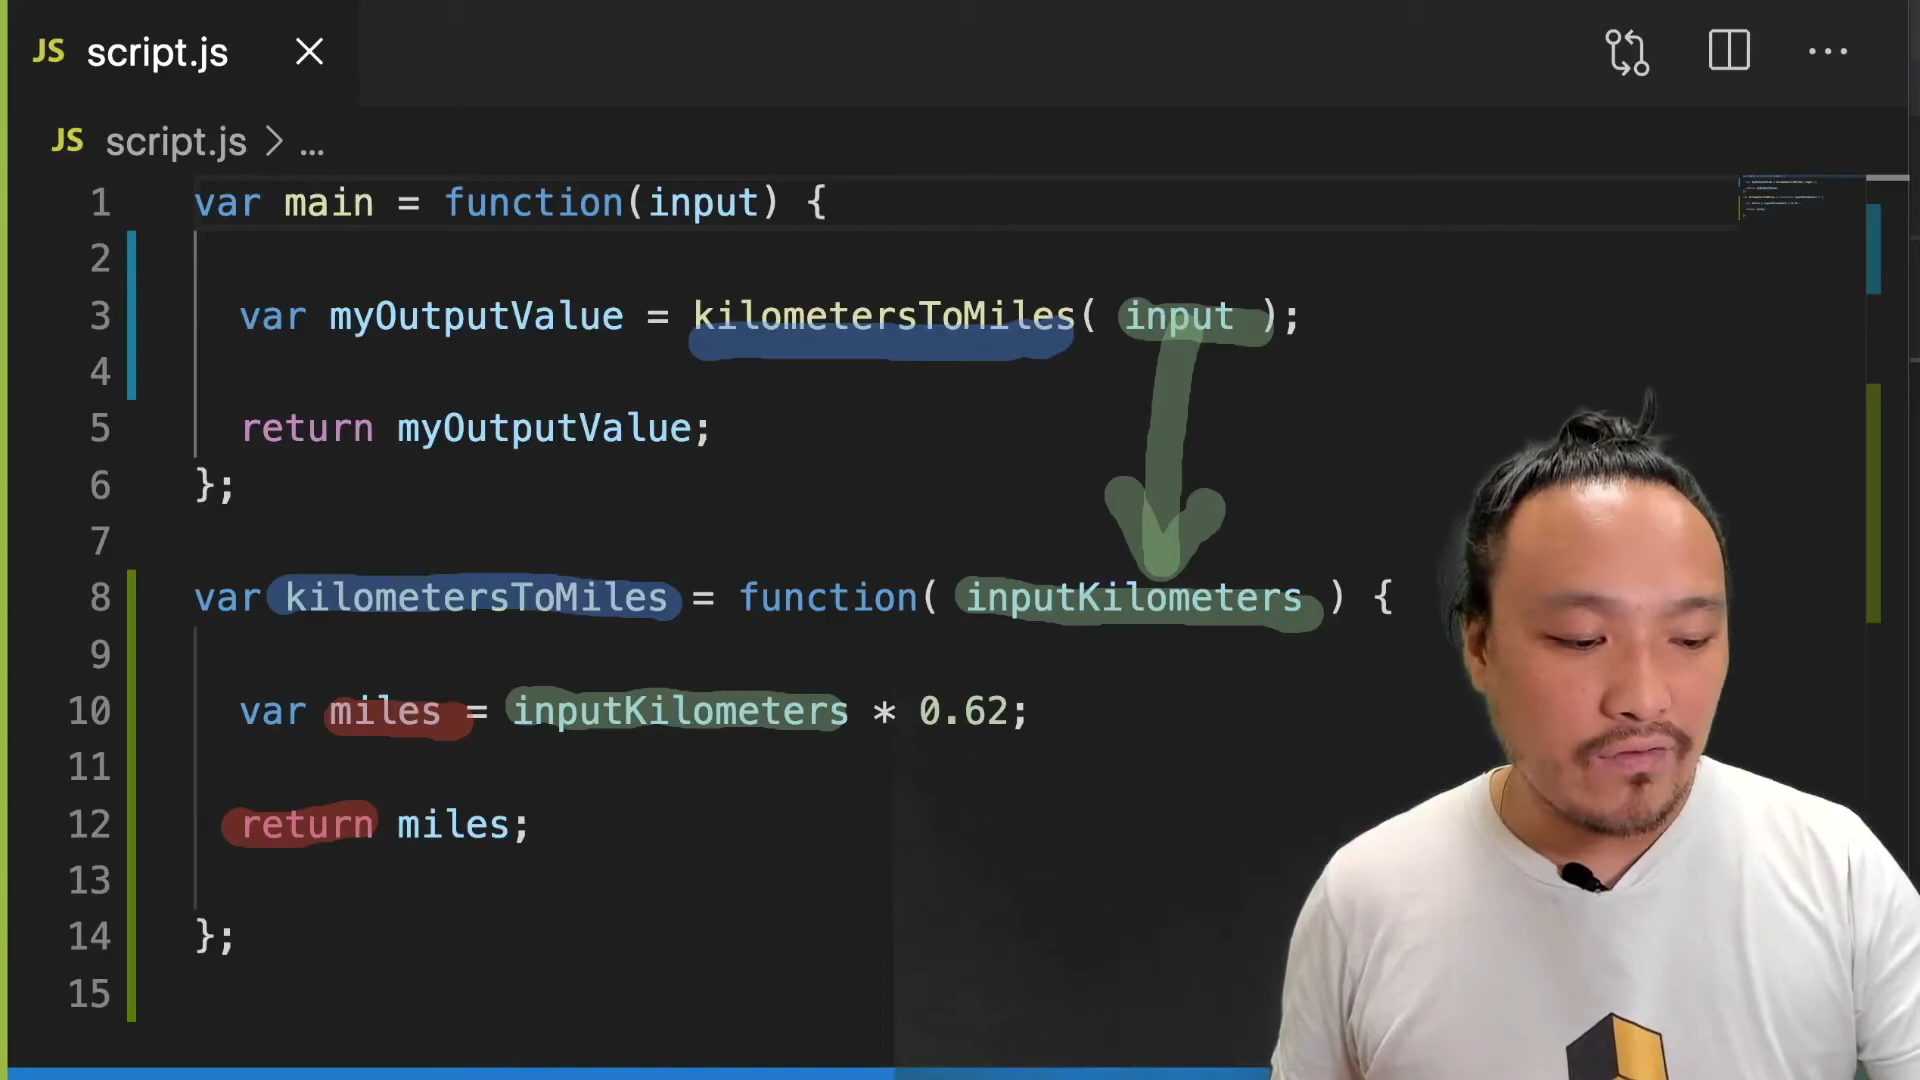 JS script.js
JS script.js > ...
1 var main = function(input) {
2
3 var myOutputValue = kilometersToMiles( input );
4
5 return myOutputValue;
6 };
7
8 var kilometersToMiles = function( inputKilometers ) {
9
10 var miles = inputKilometers * 0.62;
11
12 return miles;
13
14 };
15